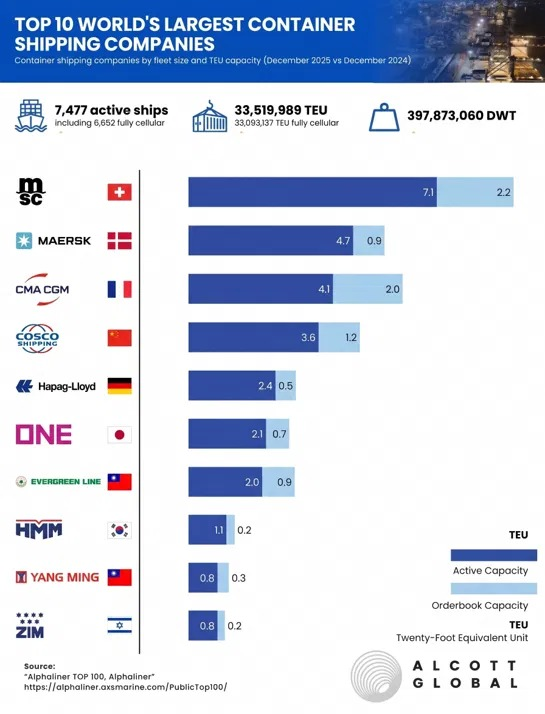 TOP 10 WORLD'S LARGEST CONTAINER
SHIPPING COMPANIES
Container shipping companies by fleet size and TEU capacity (December 2025 vs December 2024)
7,477 active ships
including 6,652 fully cellular
33,519,989 TEU
33,093,137 TEU fully cellular
397,873,060 DWT
msc
7.1 2.2
MAERSK
4.7 0.9
CMA CGM
4.1 2.0
COSCO
SHIPPING
3.6 1.2
Hapag-Lloyd
2.4 0.5
ONE
2.1 0.7
EVERGREEN LINE
2.0 0.9
HMM
1.1 0.2
YANG MING
0.8 0.3
ZIM
0.8 0.2
TEU
Active Capacity
Orderbook Capacity
TEU
Twenty-Foot Equivalent Unit
Source:
"Alphaliner TOP 100, Alphaliner"
https://alphaliner.axsmarine.com/PublicTop100/
ALCOTT
GLOBAL